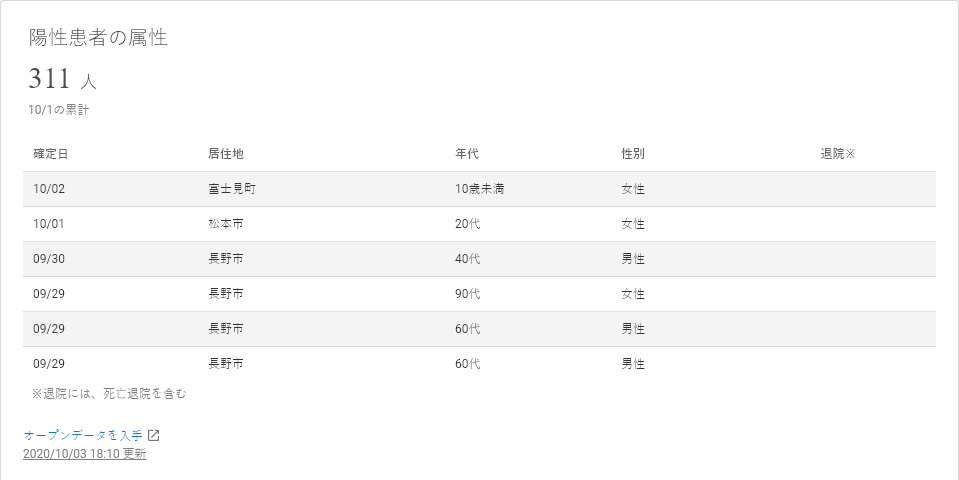 陽性患者の属性
311 人
10/1の累計
確定日 居住地 年代 性別 退院※
10/02 富士見町 10歳未満 女性
10/01 松本市 20代 女性
09/30 長野市 40代 男性
09/29 長野市 90代 女性
09/29 長野市 60代 男性
09/29 長野市 60代 男性
※退院には、死亡退院を含む
オープンデータを入手
2020/10/03 18:10 更新